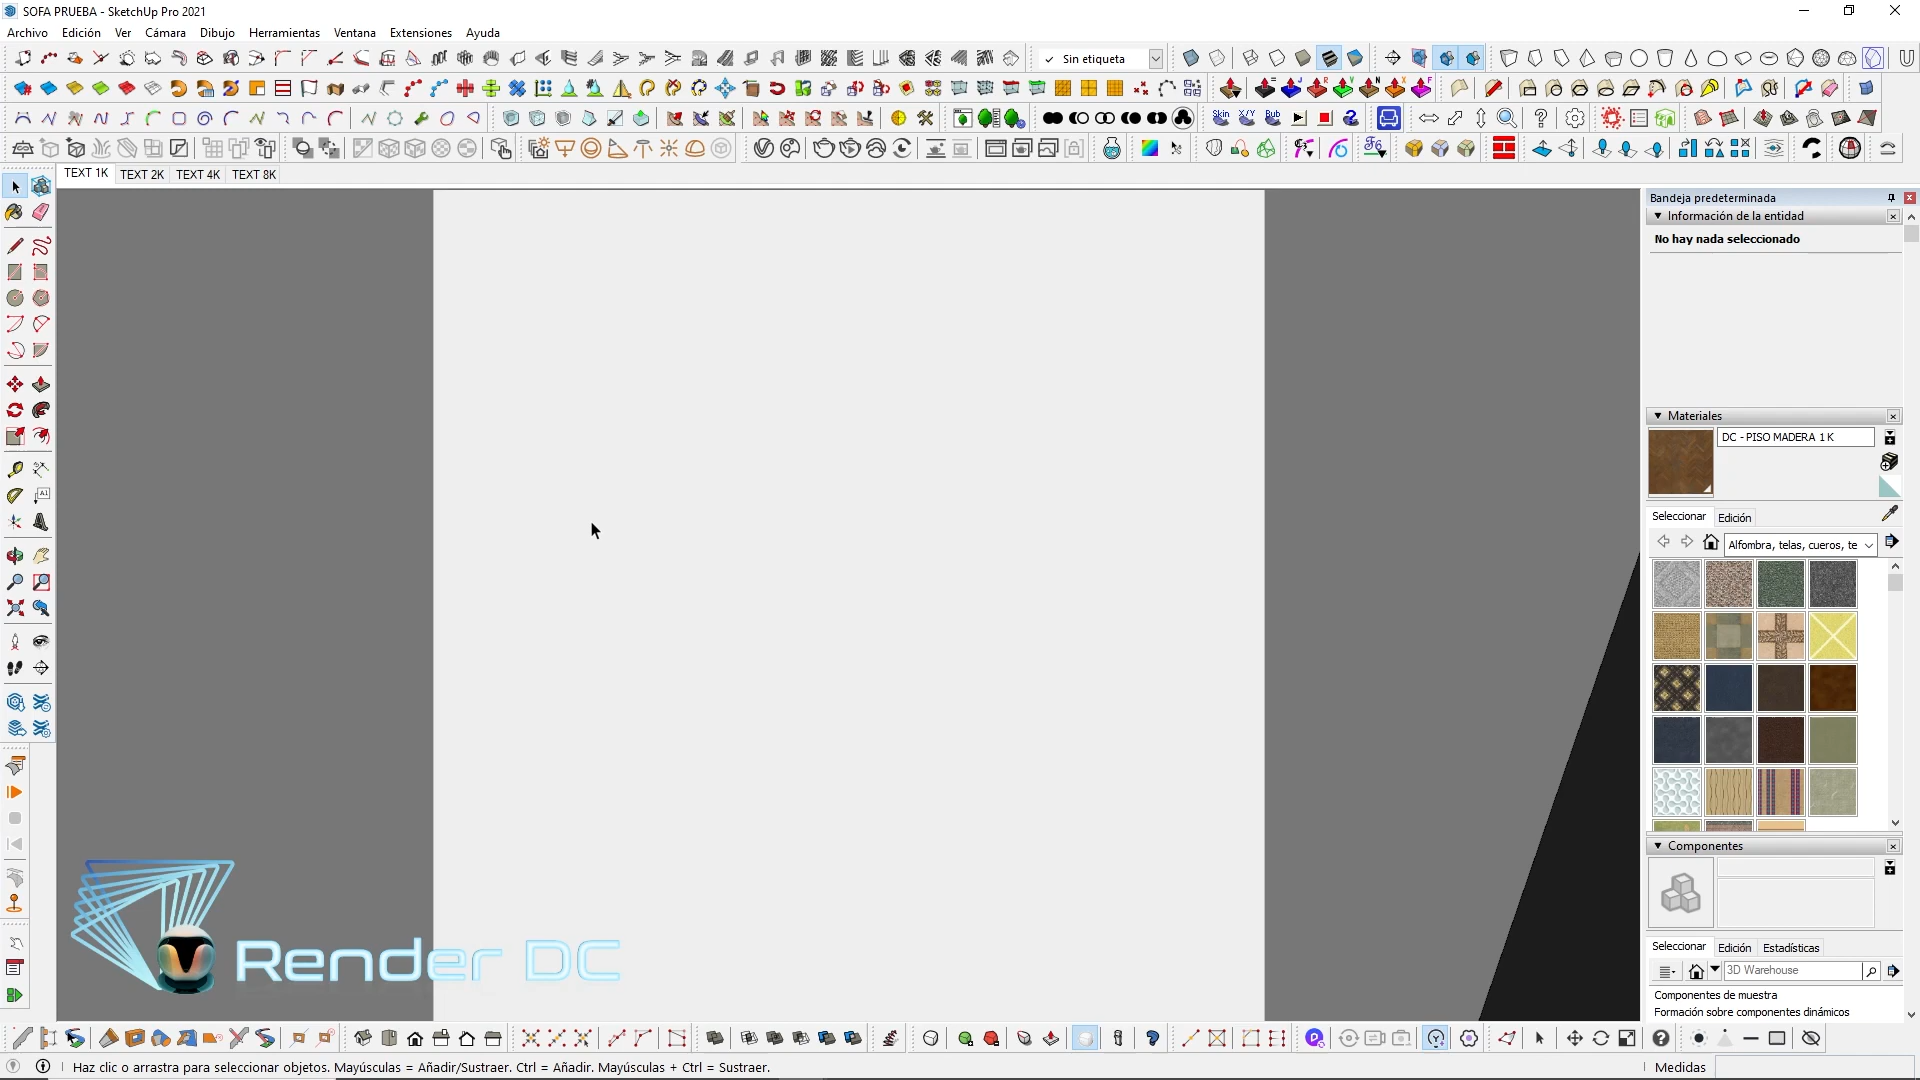 SOFA PRUEBA - SketchUp Pro 2021
Archivo Edición Ver Cámara Dibujo Herramientas Ventana Extensiones Ayuda
Sin etiqueta
Skin X/Y Bub
TEXT 1K TEXT 2K TEXT 4K TEXT 8K
Bandeja predeterminada
Información de la entidad
No hay nada seleccionado
Materiales
DC - PISO MADERA 1K
Seleccionar Edición
Alfombra, telas, cueros, te
Componentes
Seleccionar Edición Estadísticas
3D Warehouse
Componentes de muestra
Formación sobre componentes dinámicos
Render DC
Haz clic o arrastra para seleccionar objetos. Mayúsculas = Añadir/Sustraer. Ctrl = Añadir. Mayúsculas + Ctrl = Sustraer.
Medidas